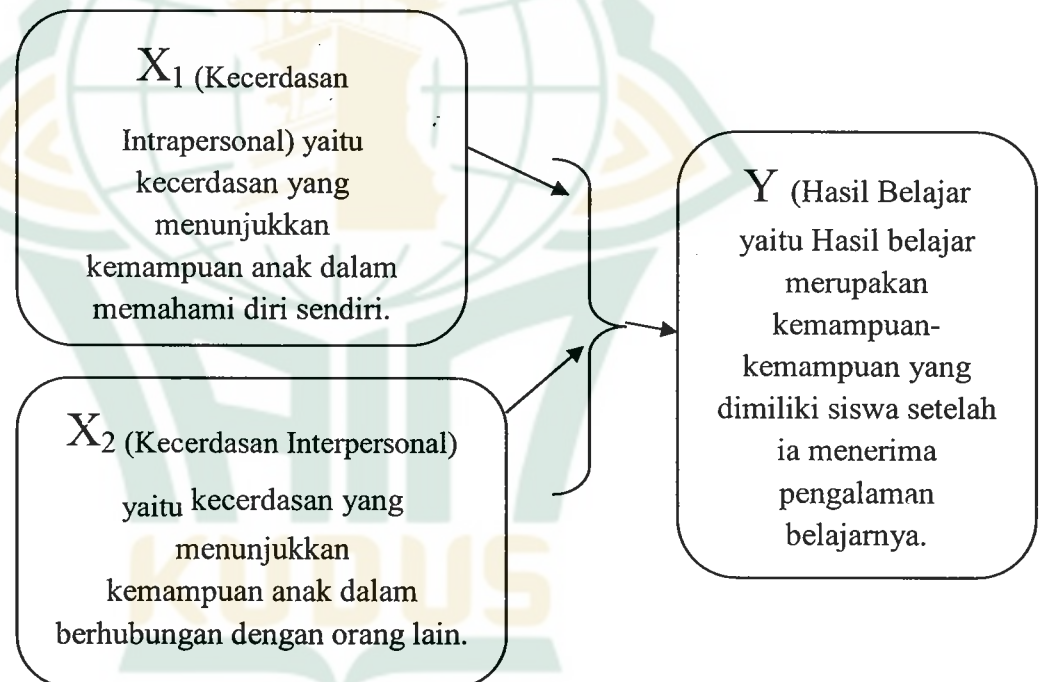 X1 (Kecerdasan
Intrapersonal) yaitu
kecerdasan yang
menunjukkan
kemampuan anak dalam
memahami diri sendiri.
X2 (Kecerdasan Interpersonal)
yaitu kecerdasan yang
menunjukkan
kemampuan anak dalam
berhubungan dengan orang lain.
Y (Hasil Belajar
yaitu Hasil belajar
merupakan
kemampuan-
kemampuan yang
dimiliki siswa setelah
ia menerima
pengalaman
belajarnya.
KUDUS